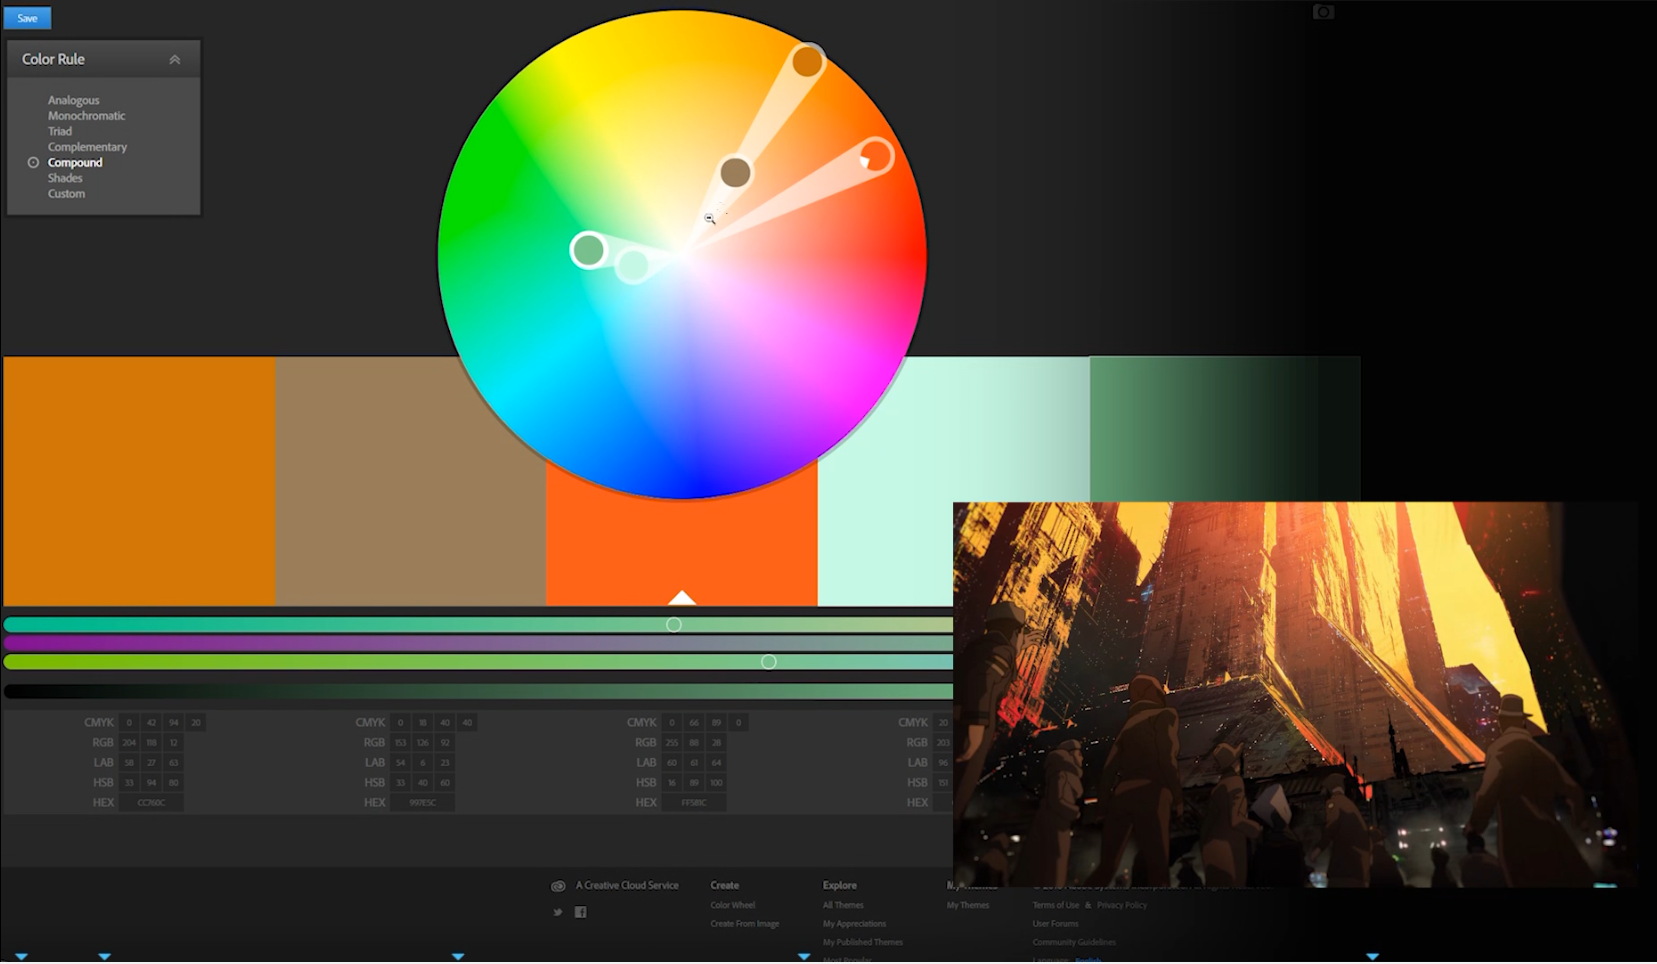 Save
Color Rule
Analogous
Monochromatic
Triad
Complementary
Compound
Shades
Custom
CMYK 0 42 94 20
RGB 204 118 12
LAB 58 27 63
HSB 33 94 80
HEX CC760C
CMYK 0 18 40 40
RGB 153 126 92
LAB 54 6 23
HSB 33 40 60
HEX 997E5C
CMYK 0 66 89 0
RGB 255 88 28
LAB 60 61 64
HSB 16 89 100
HEX FF581C
CMYK 20
RGB 203
LAB 96
HSB 151
HEX
A Creative Cloud Service
Create
Color Wheel
Create From Image
Explore
All Themes
My Appreciations
My Published Themes
Most Popular
My Themes
My Themes
Terms of Use & Privacy Policy
User Forums
Community Guidelines
Language: English